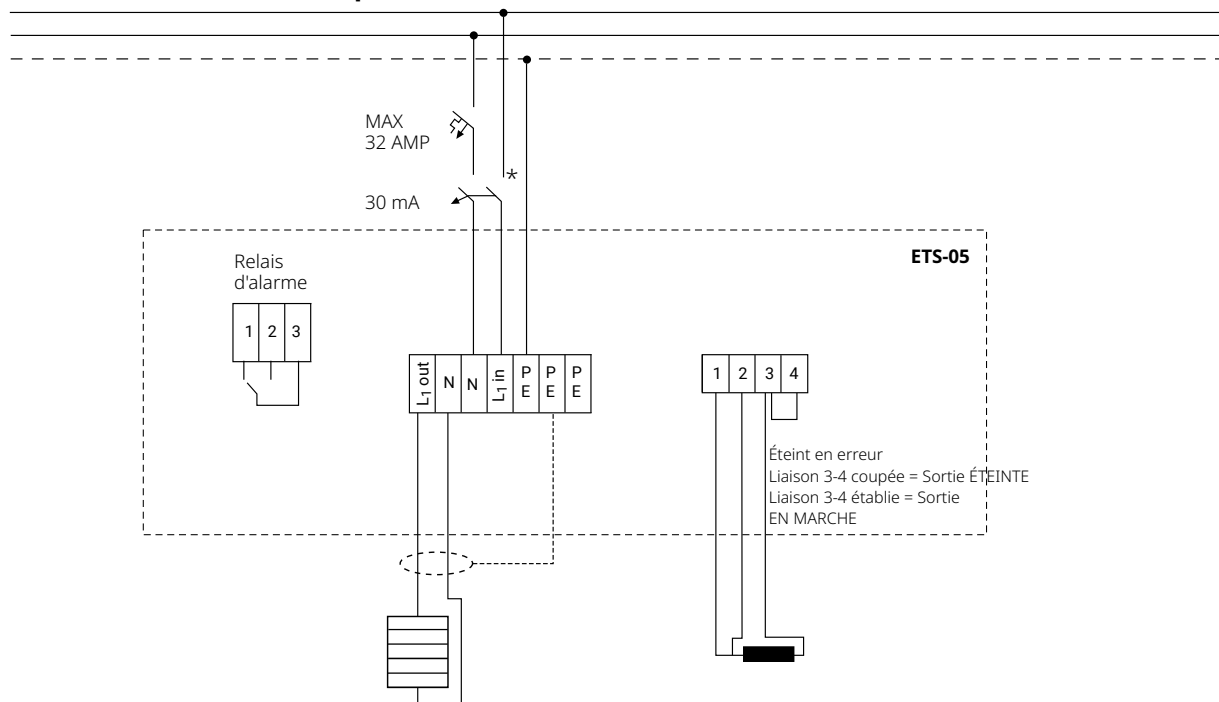 MAX
32 AMP
*
30 mA
ETS-05
Relais
d'alarme
1 2 3
L1 out N N L1 in PE PE PE
1 2 3 4
Éteint en erreur
Liaison 3-4 coupée = Sortie ÉTEINTE
Liaison 3-4 établie = Sortie
EN MARCHE